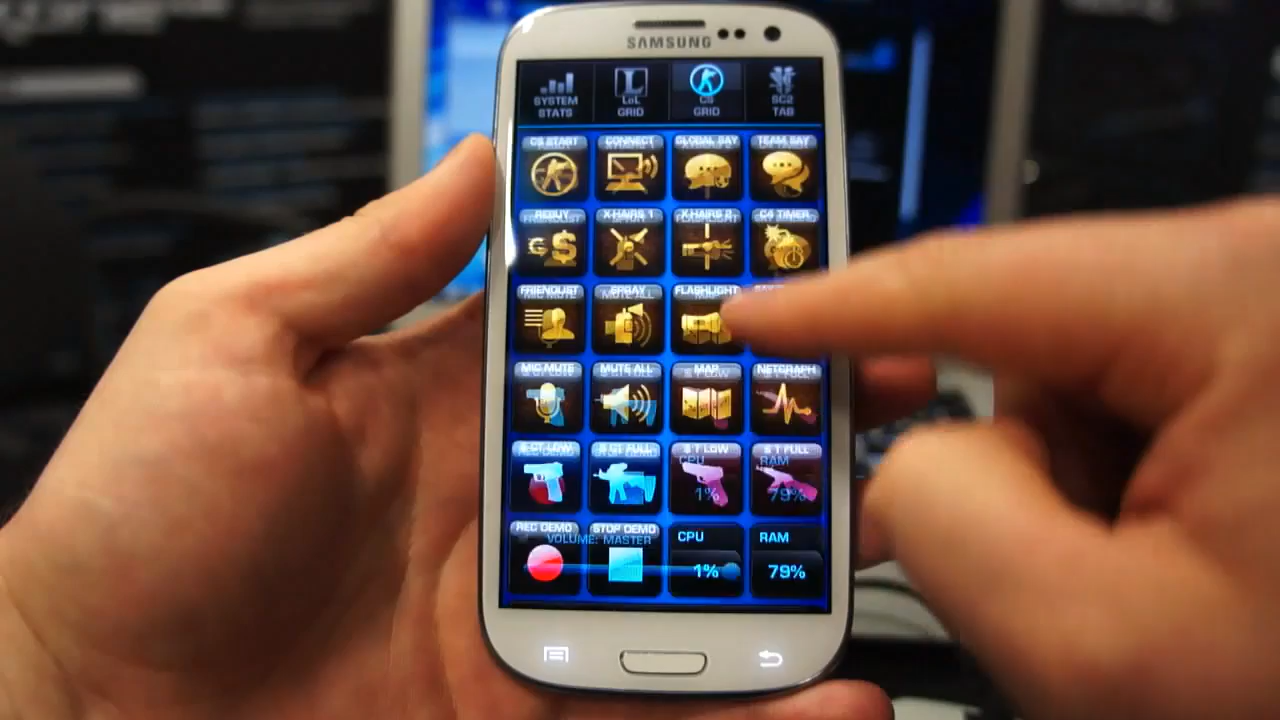 SAMSUNG
SYSTEM STATS
LoL GRID
CS GRID
SC2 TAB
CS START
CONNECT
GLOBAL SAY
TEAM SAY
REBUY
X-HAIRS 1
X-HAIRS 2
C4 TIMER
FRIENDLIST
SPRAY
FLASHLIGHT
MIC MUTE
MUTE ALL
MAP
NETGRAPH
S CT LOW
S CT FULL
S T LOW
S T FULL
CPU
RAM
1%
79%
REC DEMO
STOP DEMO
CPU
RAM
VOLUME: MASTER
1%
79%